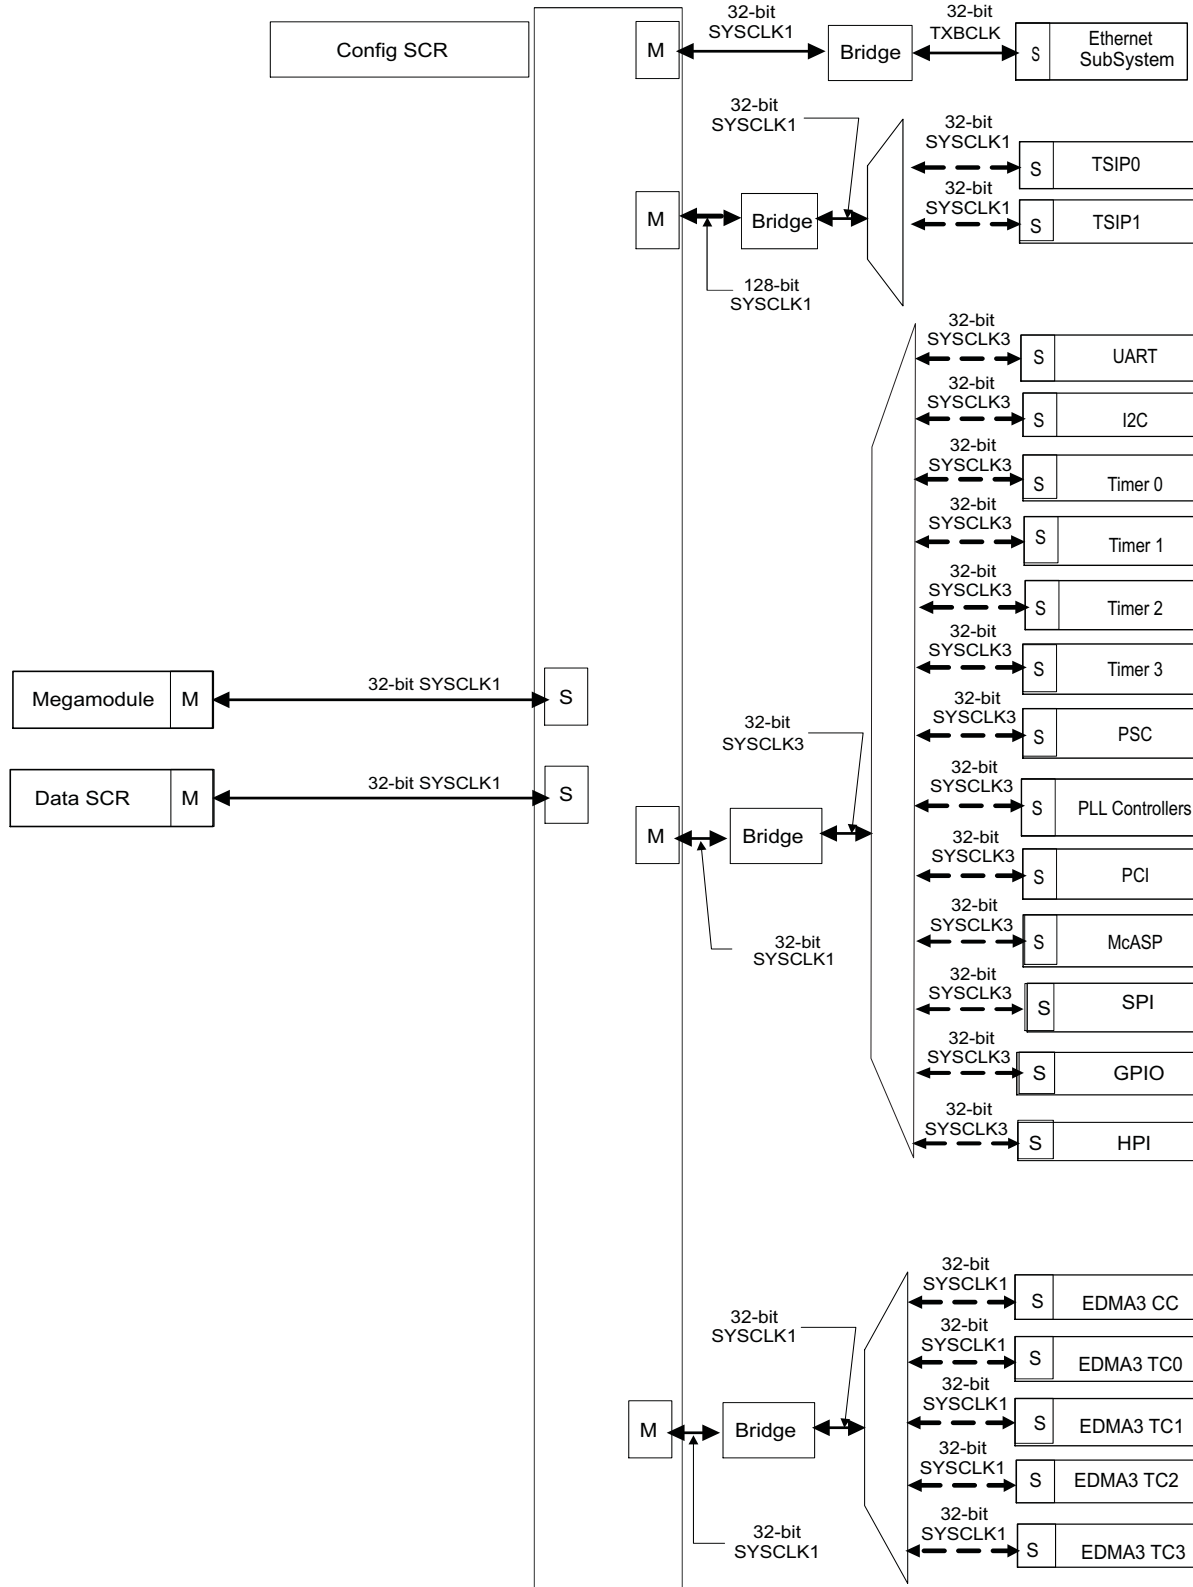 Config SCR
M
32-bit
SYSCLK1
Bridge
32-bit
TXBCLK
S
Ethernet
SubSystem
32-bit
SYSCLK1
M
Bridge
128-bit
SYSCLK1
32-bit
SYSCLK1
S
TSIP0
32-bit
SYSCLK1
S
TSIP1
32-bit
SYSCLK3
S
UART
32-bit
SYSCLK3
S
I2C
32-bit
SYSCLK3
S
Timer 0
32-bit
SYSCLK3
S
Timer 1
32-bit
SYSCLK3
S
Timer 2
32-bit
SYSCLK3
S
Timer 3
Megamodule
M
32-bit SYSCLK1
S
Data SCR
M
32-bit SYSCLK1
S
32-bit
SYSCLK3
M
Bridge
32-bit
SYSCLK1
32-bit
SYSCLK3
S
PSC
32-bit
SYSCLK3
S
PLL Controllers
32-bit
SYSCLK3
S
PCI
32-bit
SYSCLK3
S
McASP
32-bit
SYSCLK3
S
SPI
32-bit
SYSCLK3
S
GPIO
32-bit
SYSCLK3
S
HPI
32-bit
SYSCLK1
M
Bridge
32-bit
SYSCLK1
32-bit
SYSCLK1
S
EDMA3 CC
32-bit
SYSCLK1
S
EDMA3 TC0
32-bit
SYSCLK1
S
EDMA3 TC1
32-bit
SYSCLK1
S
EDMA3 TC2
32-bit
SYSCLK1
S
EDMA3 TC3